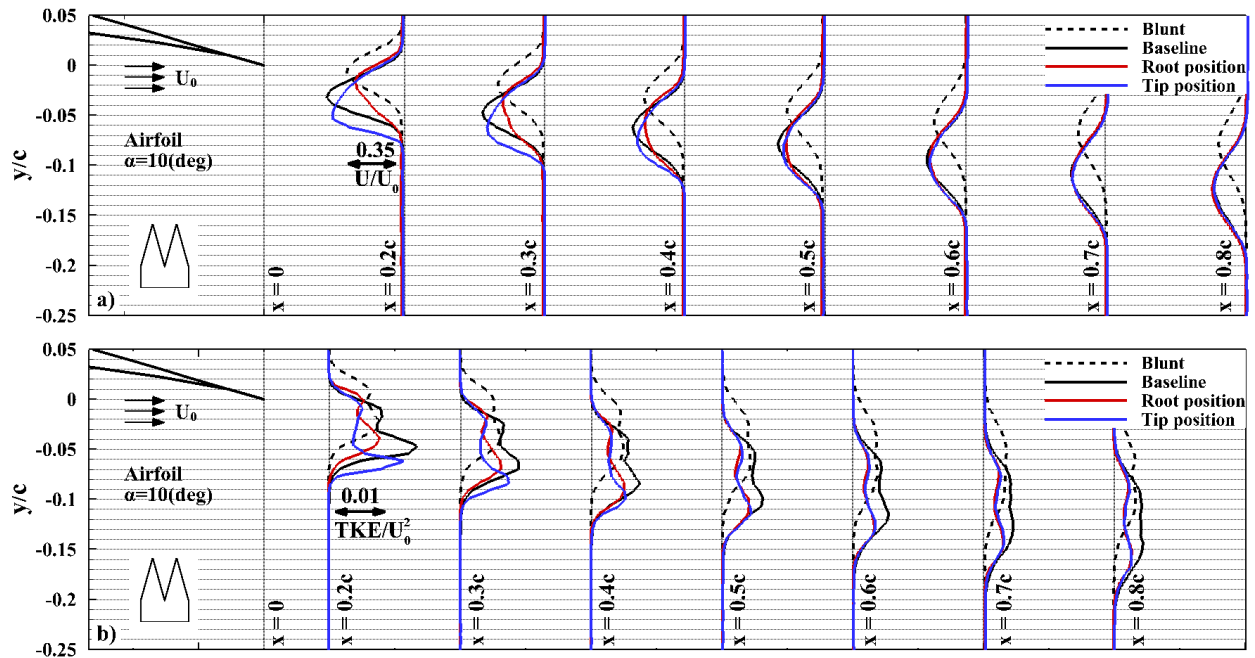 0.05
0
-0.05
-0.1
-0.15
-0.2
-0.25
y/c
U₀
Airfoil
α=10(deg)
0.35
U/U₀
a)
x = 0
x = 0.2c
x = 0.3c
x = 0.4c
x = 0.5c
x = 0.6c
x = 0.7c
x = 0.8c
Blunt
Baseline
Root position
Tip position
0.05
0
-0.05
-0.1
-0.15
-0.2
-0.25
y/c
U₀
Airfoil
α=10(deg)
0.01
TKE/U₀²
b)
x = 0
x = 0.2c
x = 0.3c
x = 0.4c
x = 0.5c
x = 0.6c
x = 0.7c
x = 0.8c
Blunt
Baseline
Root position
Tip position